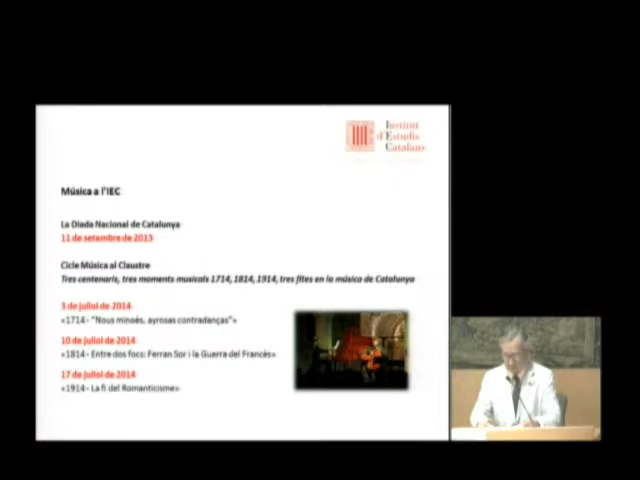 Institut
d'Estudis
Catalans
Música a l'IEC
La Diada Nacional de Catalunya
11 de setembre de 2013
Cicle Música al Claustre
Tres centenaris, tres moments musicals 1714, 1814, 1914, tres fites en la música de Catalunya
3 de juliol de 2014
«1714.- "Nous minoés, ayrosas contradanças"»
10 de juliol de 2014
«1814.- Entre dos focs: Ferran Sor i la Guerra del Francès»
17 de juliol de 2014
«1914.- La fi del Romanticisme»